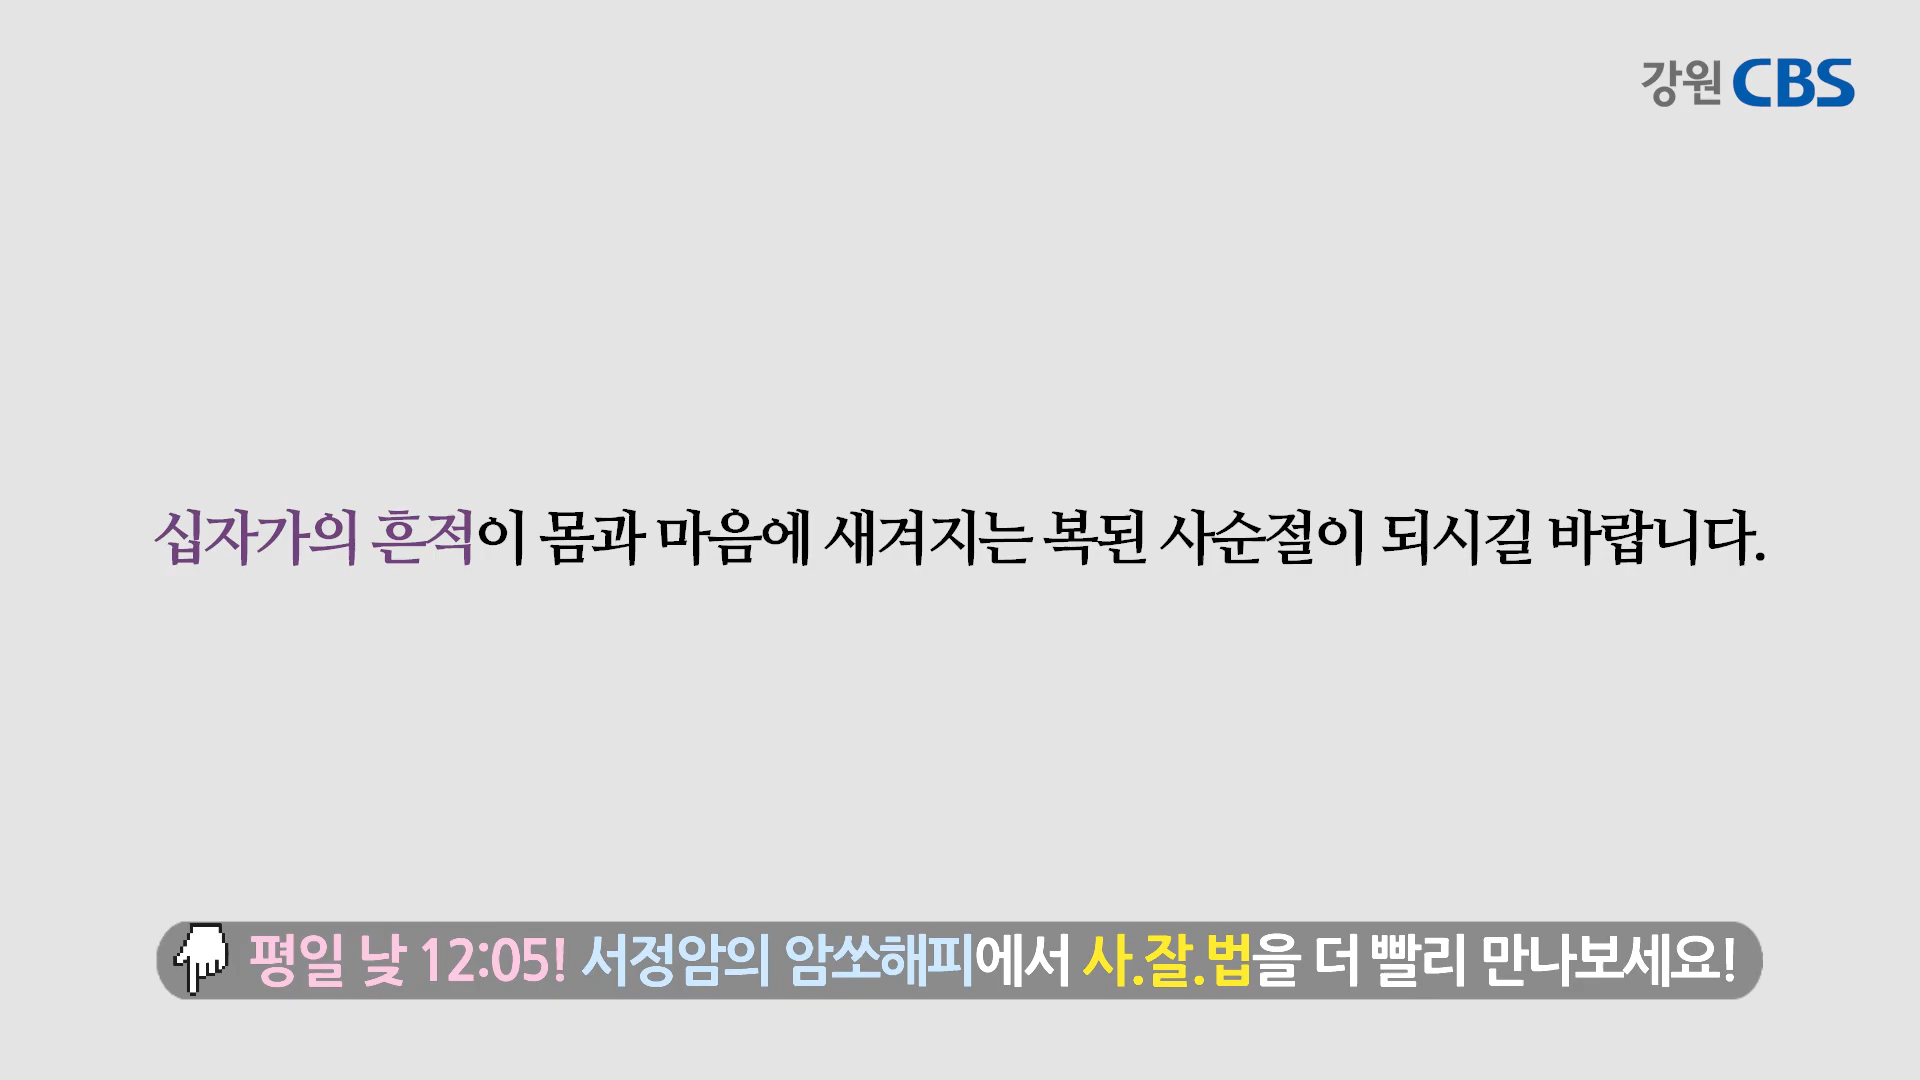 강원 CBS
십자가의 흔적이 몸과 마음에 새겨지는 복된 사순절이 되시길 바랍니다.
평일 낮 12:05! 서정암의 암쏘해피에서 사.잘.법을 더 빨리 만나보세요!